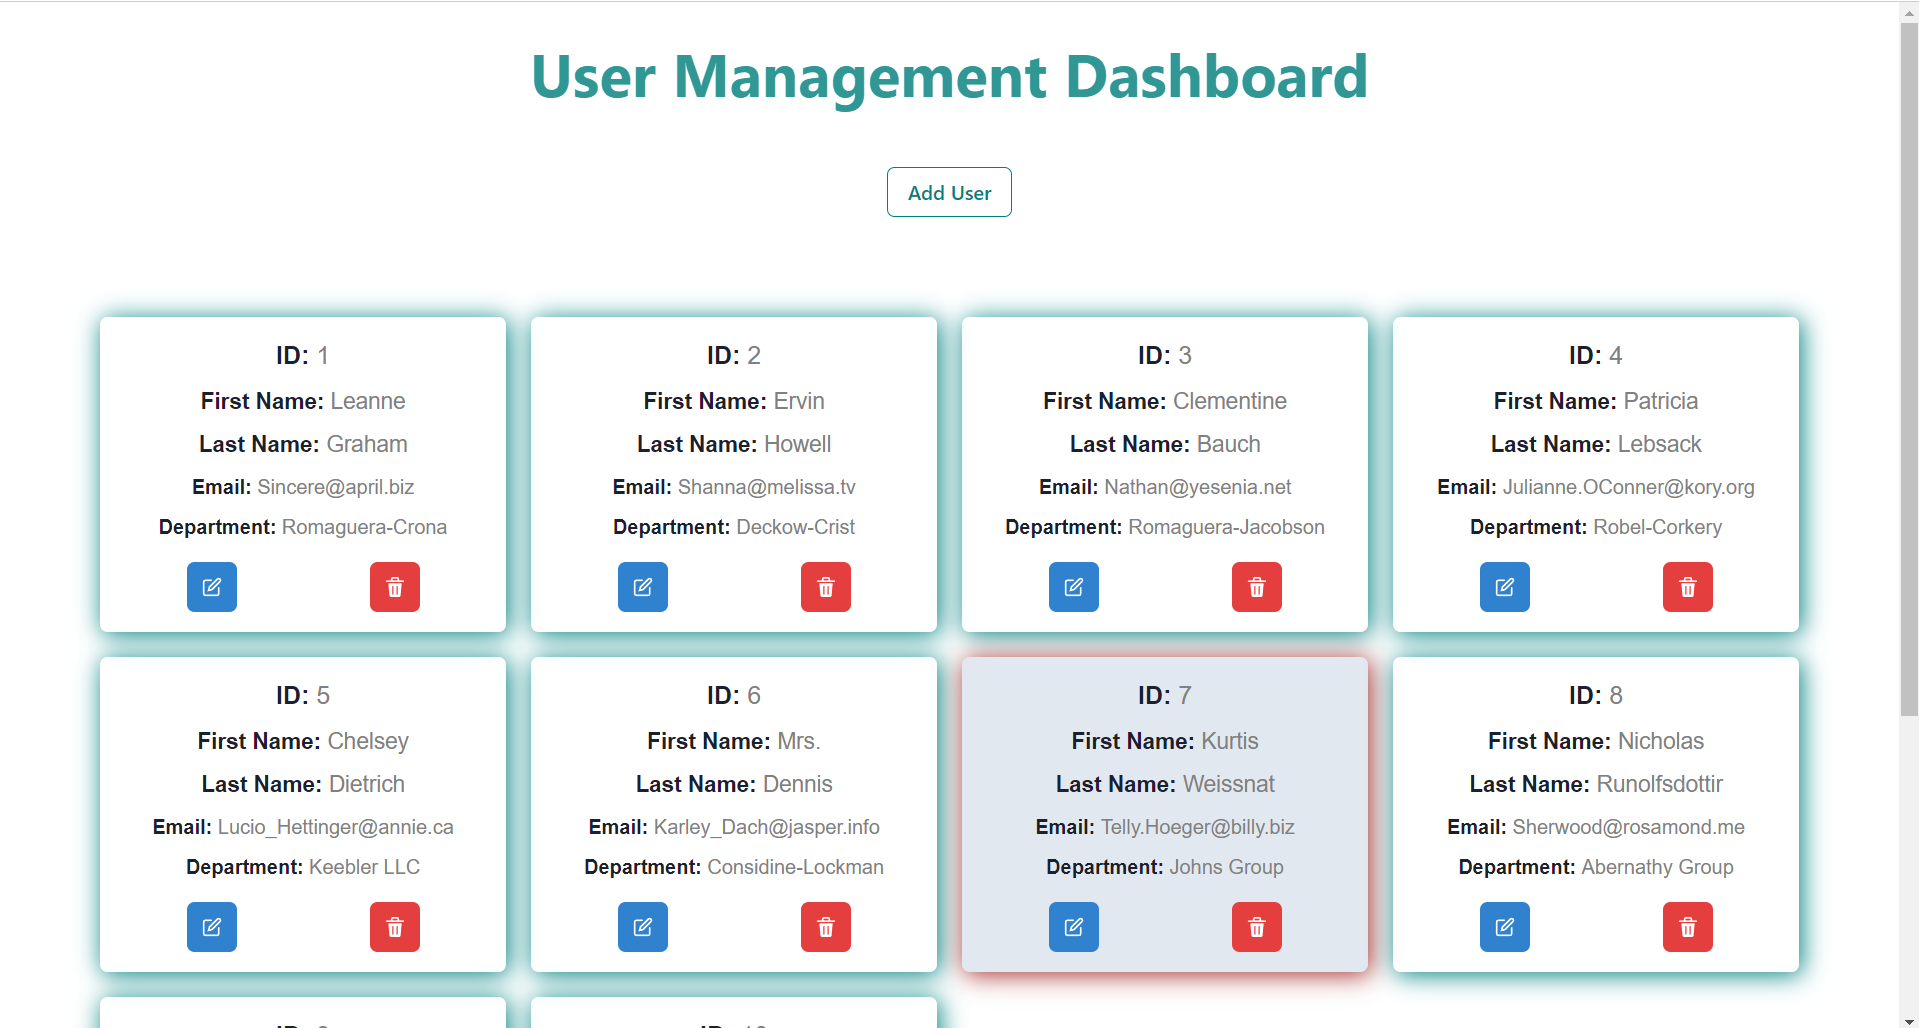 User Management Dashboard
Add User
ID: 1
First Name: Leanne
Last Name: Graham
Email: Sincere@april.biz
Department: Romaguera-Crona
ID: 2
First Name: Ervin
Last Name: Howell
Email: Shanna@melissa.tv
Department: Deckow-Crist
ID: 3
First Name: Clementine
Last Name: Bauch
Email: Nathan@yesenia.net
Department: Romaguera-Jacobson
ID: 4
First Name: Patricia
Last Name: Lebsack
Email: Julianne.OConner@kory.org
Department: Robel-Corkery
ID: 5
First Name: Chelsey
Last Name: Dietrich
Email: Lucio_Hettinger@annie.ca
Department: Keebler LLC
ID: 6
First Name: Mrs.
Last Name: Dennis
Email: Karley_Dach@jasper.info
Department: Considine-Lockman
ID: 7
First Name: Kurtis
Last Name: Weissnat
Email: Telly.Hoeger@billy.biz
Department: Johns Group
ID: 8
First Name: Nicholas
Last Name: Runolfsdottir
Email: Sherwood@rosamond.me
Department: Abernathy Group